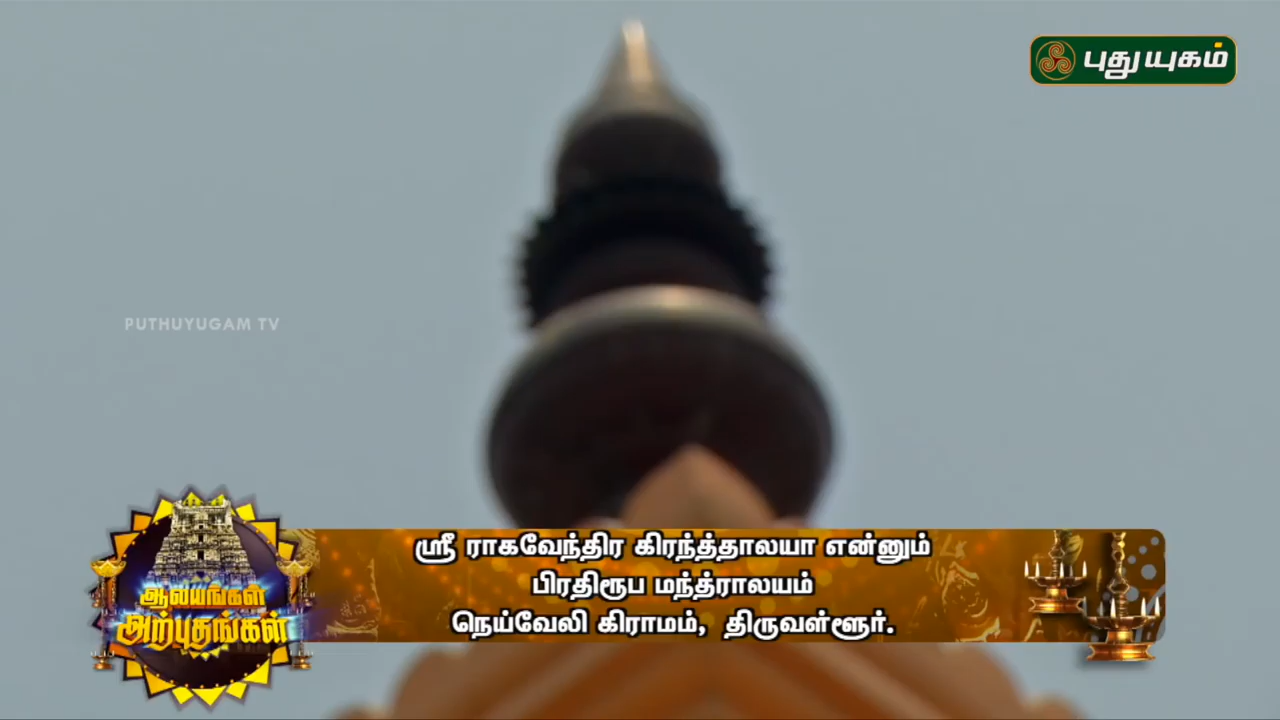 புதுயுகம்
PUTHUYUGAM TV
ஸ்ரீ ராகவேந்திர கிரந்த்தாலயா என்னும்
பிரதிரூப மந்த்ராலயம்
நெய்வேலி கிராமம், திருவள்ளூர்.
ஆலயங்கள்
அற்புதங்கள்